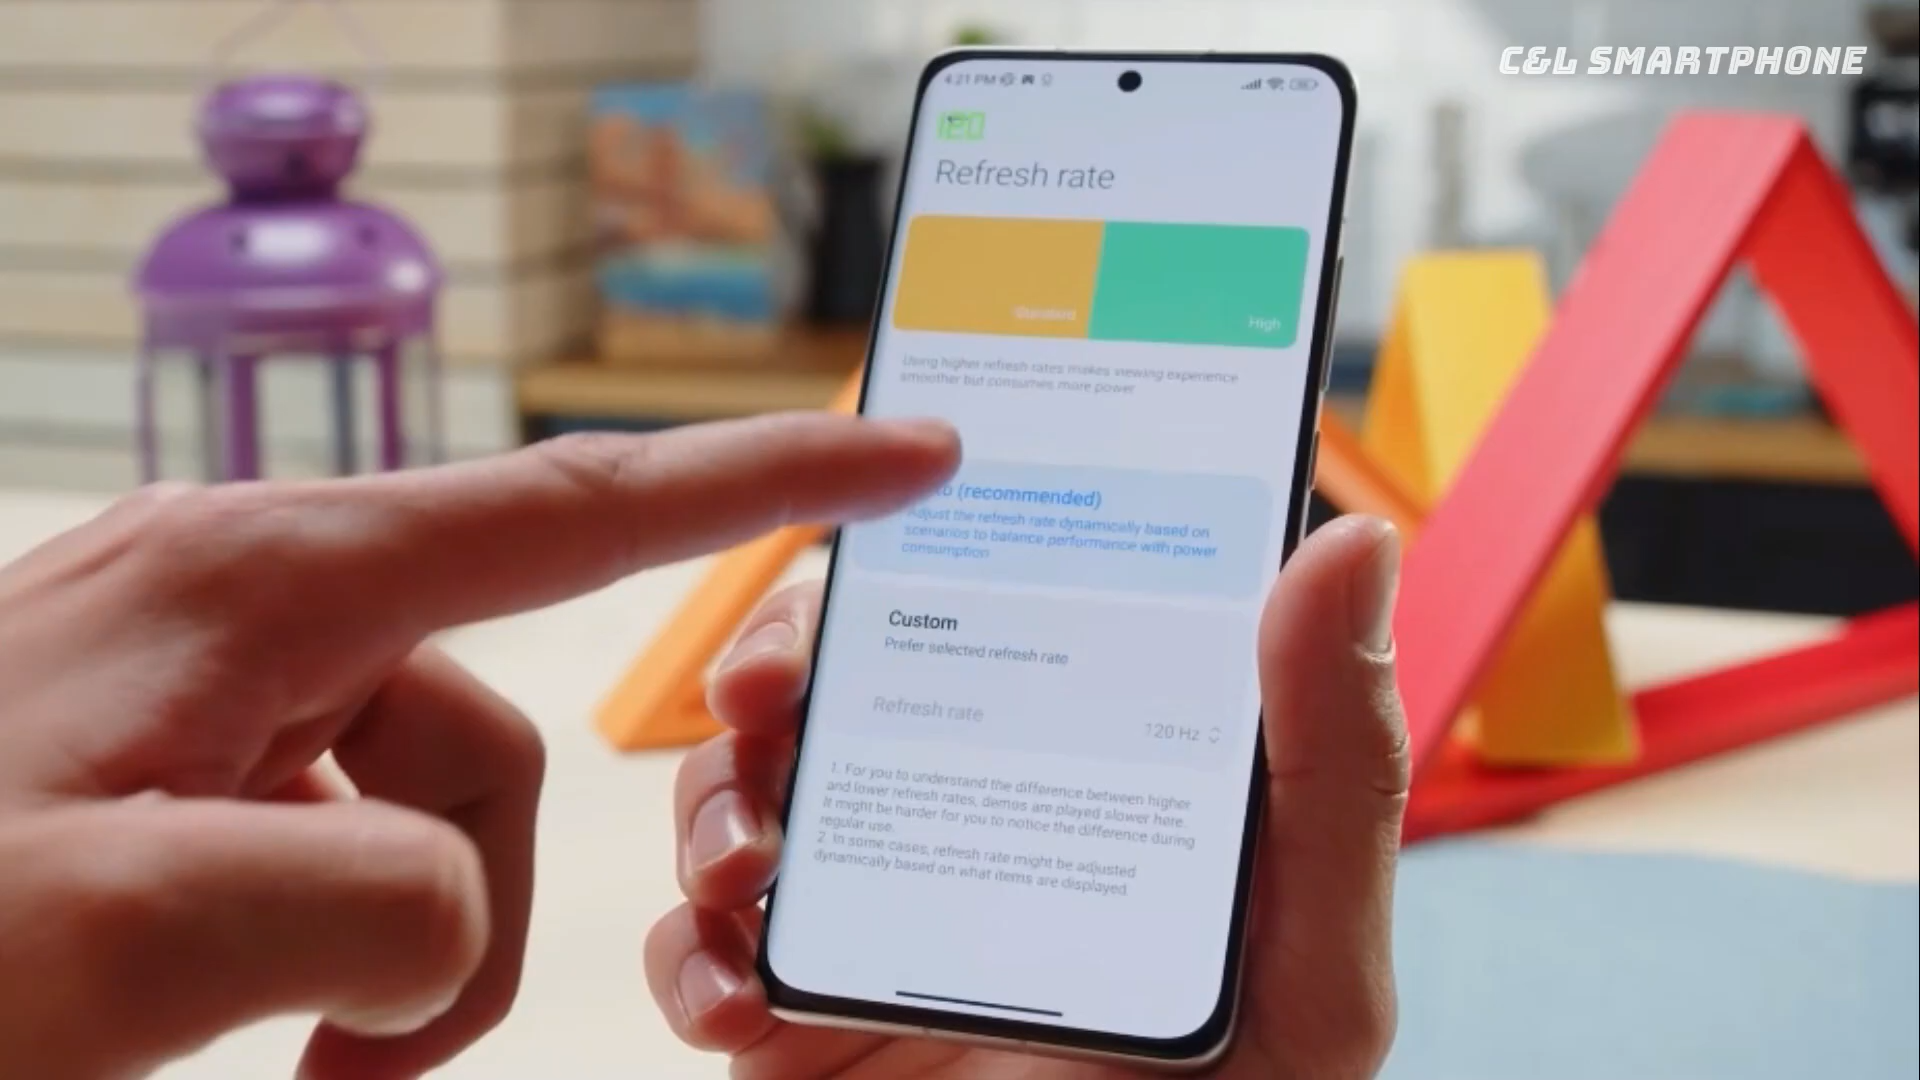 C&L SMARTPHONE
4:21 PM
120
Refresh rate
Standard
High
Using higher refresh rates makes viewing experience
smoother but consumes more power
(recommended)
Adjust the refresh rate dynamically based on
scenarios to balance performance with power
consumption
Custom
Prefer selected refresh rate
Refresh rate
120 Hz
1. For you to understand the difference between higher
and lower refresh rates, demos are played slower here.
It might be harder for you to notice the difference during
regular use.
2. In some cases, refresh rate might be adjusted
dynamically based on what items are displayed.